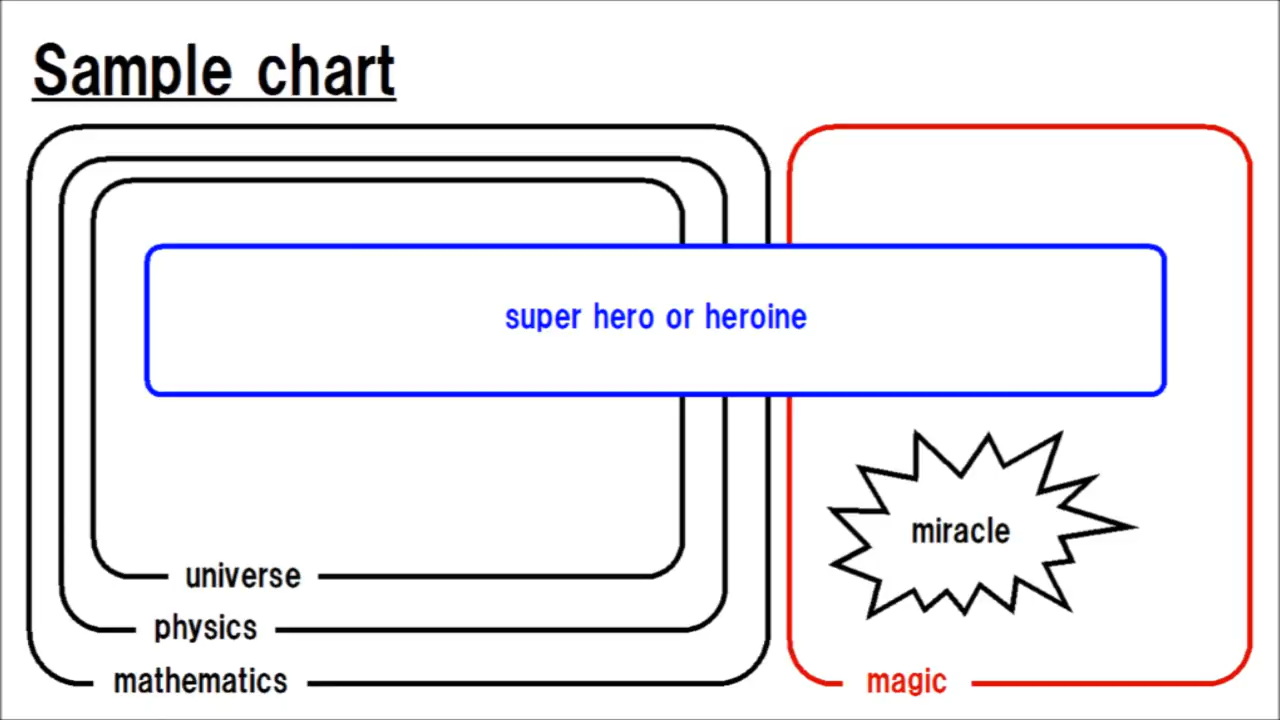 Sample chart
super hero or heroine
miracle
universe
physics
mathematics
magic